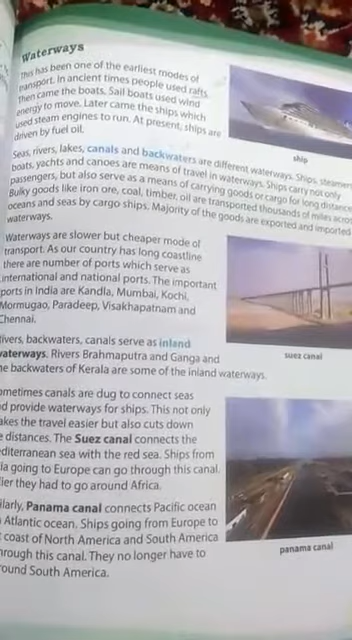 Waterways
This has been one of the earliest modes of
transport. In ancient times people used rafts.
Then came the boats. Sail boats used wind
energy to move. Later came the ships which
used steam engines to run. At present, ships are
driven by fuel oil.
ship
Seas, rivers, lakes, canals and backwaters are different waterways. Ships, steamers
boats, yachts and canoes are means of travel in waterways. Ships carry not only
passengers, but also serve as a means of carrying goods or cargo for long distance
Bulky goods like iron ore, coal, timber, oil are transported thousands of miles acro
oceans and seas by cargo ships. Majority of the goods are exported and imported
waterways.
Waterways are slower but cheaper mode of
transport. As our country has long coastline
there are number of ports which serve as
international and national ports. The important
ports in India are Kandla, Mumbai, Kochi,
Mormugao, Paradeep, Visakhapatnam and
Chennai.
suez canal
ivers, backwaters, canals serve as inland
vaterways. Rivers Brahmaputra and Ganga and
he backwaters of Kerala are some of the inland waterways.
ometimes canals are dug to connect seas
d provide waterways for ships. This not only
akes the travel easier but also cuts down
e distances. The Suez canal connects the
editerranean sea with the red sea. Ships from
ia going to Europe can go through this canal.
lier they had to go around Africa.
ilarly, Panama canal connects Pacific ocean
Atlantic ocean. Ships going from Europe to
coast of North America and South America
hrough this canal. They no longer have to
round South America.
panama canal